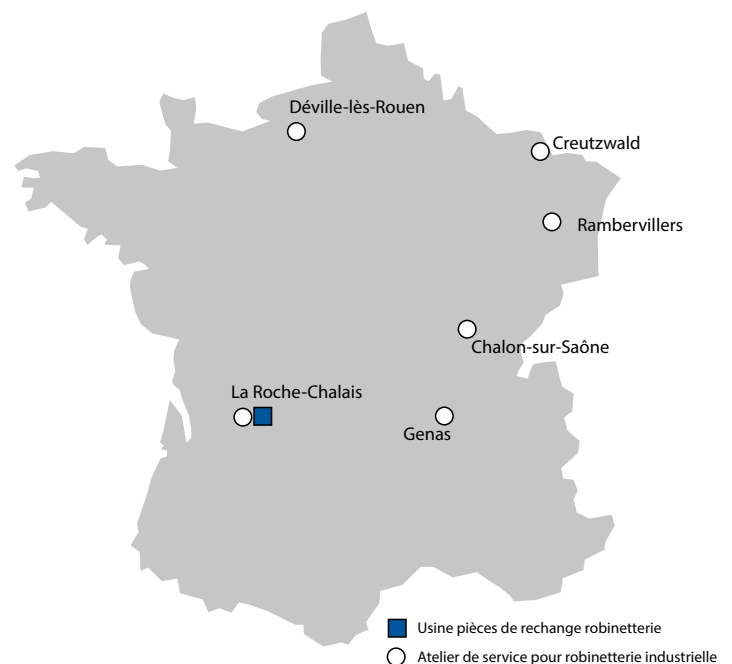 Déville-lès-Rouen
Creutzwald
Rambervillers
Chalon-sur-Saône
La Roche-Chalais
Genas
Usine pièces de rechange robinetterie
Atelier de service pour robinetterie industrielle